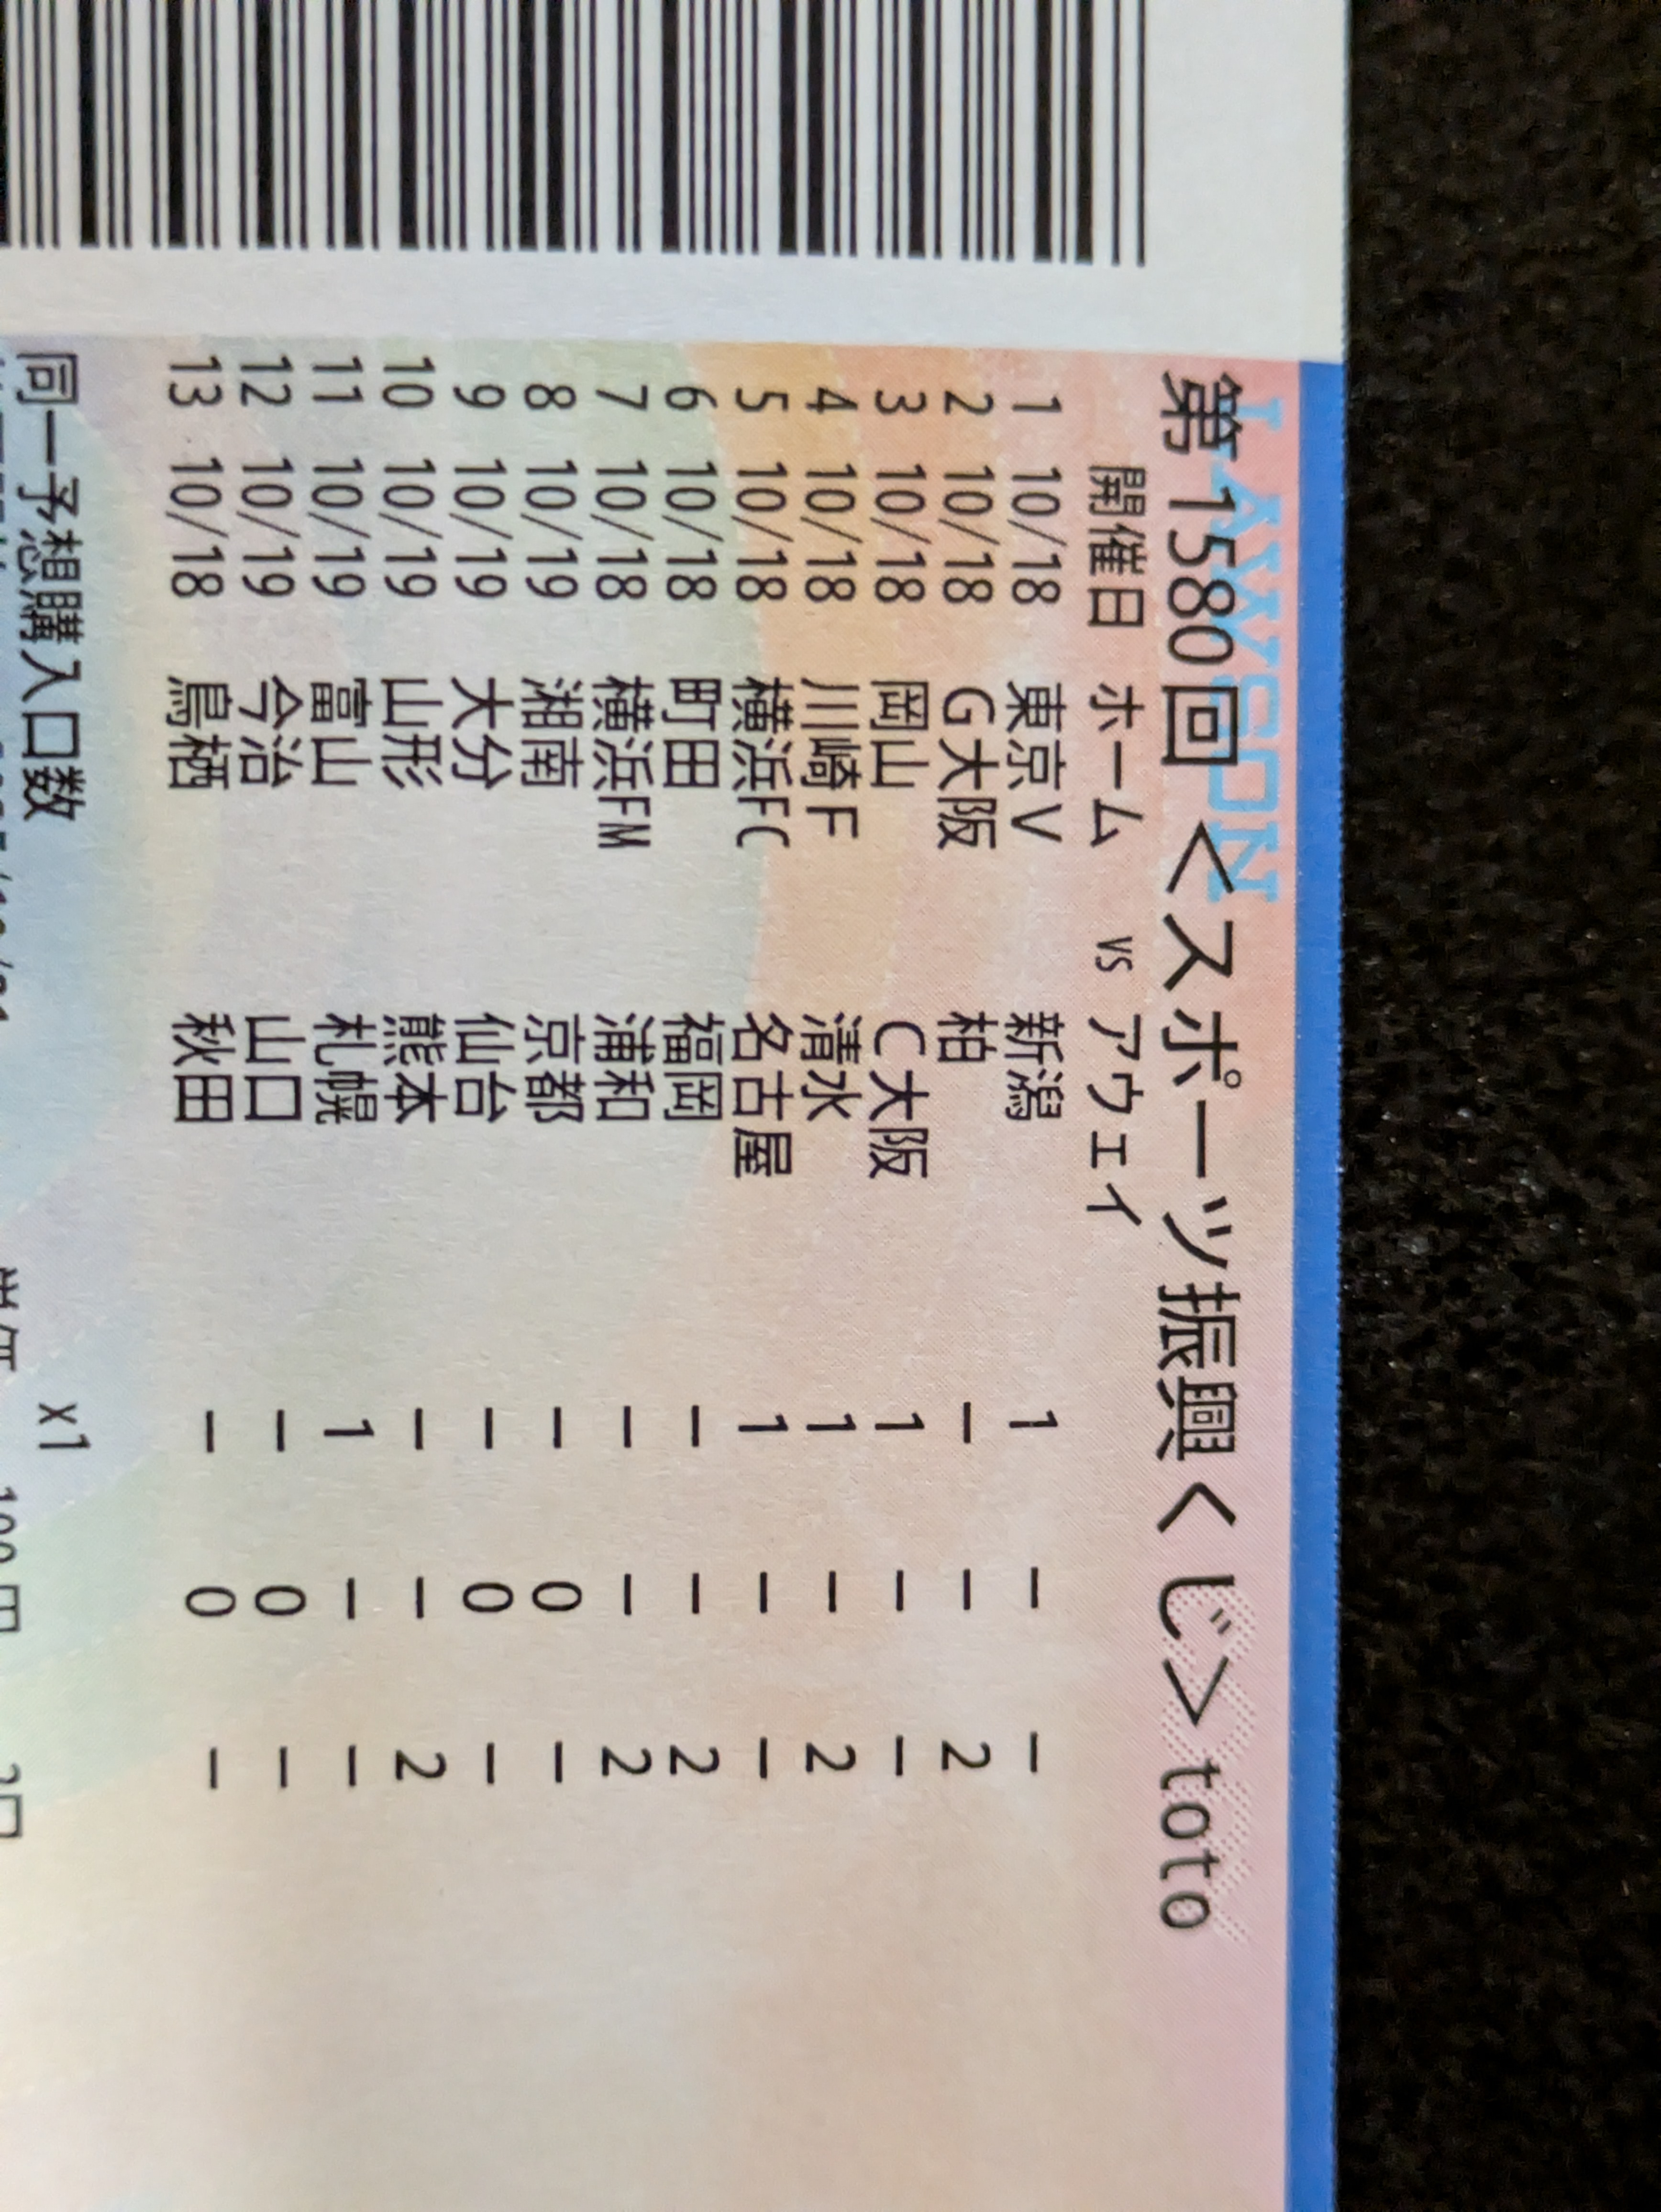 LAWSON
第1580回 <スポーツ振興くじ> toto
開催日 ホーム vs アウェイ
1 10/18 東京V 新潟 1 - -
2 10/18 G大阪 柏 - - 2
3 10/18 岡山 C大阪 1 - -
4 10/18 川崎F 清水 1 - 2
5 10/18 横浜FC 名古屋 1 - -
6 10/18 町田 福岡 - - 2
7 10/18 横浜FM 浦和 - - 2
8 10/19 湘南 京都 - 0 -
9 10/19 大分 仙台 - 0 -
10 10/19 山形 熊本 - - 2
11 10/19 富山 札幌 1 - -
12 10/19 今治 山口 - 0 -
13 10/18 鳥栖 秋田 - 0 -
同一予想購入口数 x1